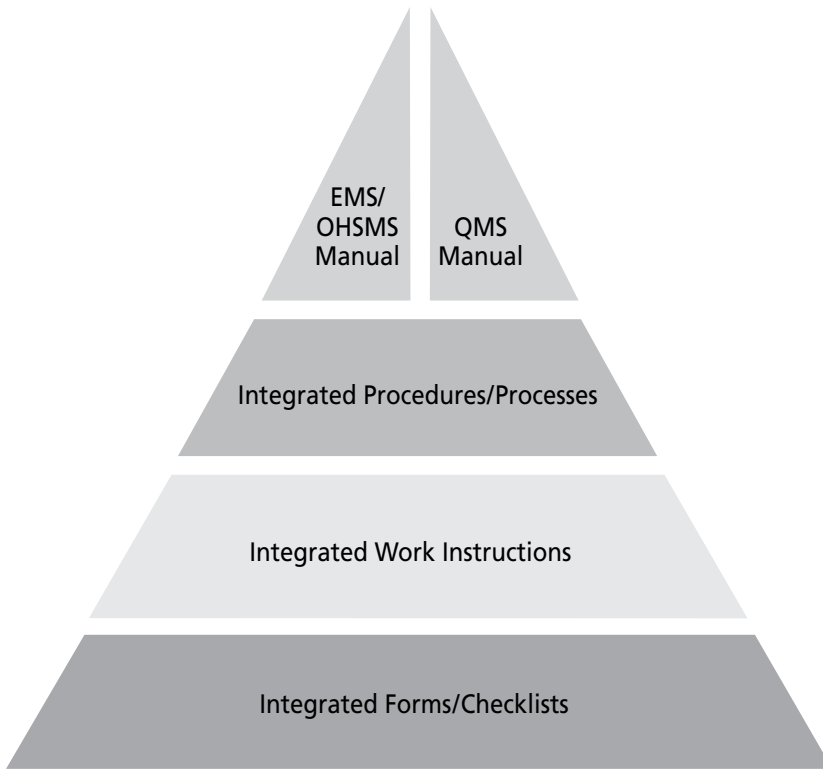 EMS/
OHSMS
Manual
QMS
Manual
Integrated Procedures/Processes
Integrated Work Instructions
Integrated Forms/Checklists